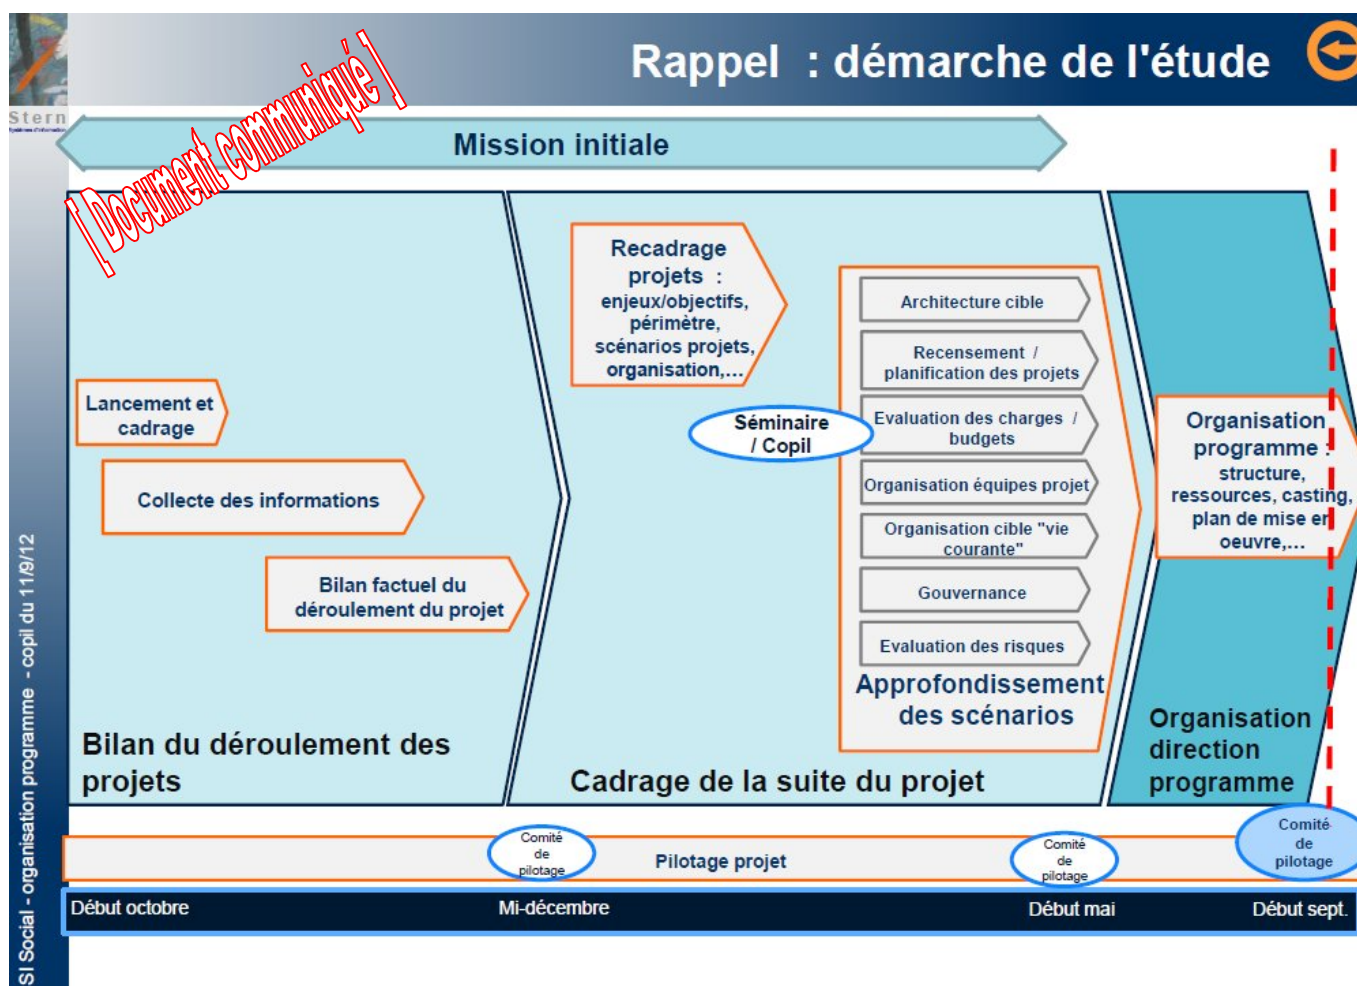 Rappel : démarche de l'étude
Stern
Systèmes d'information
[ Document communiqué ]
Mission initiale
Recadrage
projets :
enjeux/objectifs,
périmètre,
scénarios projets,
organisation,...
Architecture cible
Recensement /
planification des projets
Lancement et
cadrage
Séminaire
/ Copil
Evaluation des charges /
budgets
Organisation
programme :
structure,
ressources, casting,
plan de mise en
oeuvre,...
Collecte des informations
Organisation équipes projet
Organisation cible "vie
courante"
Bilan factuel du
déroulement du projet
Gouvernance
Evaluation des risques
Approfondissement
des scénarios
Bilan du déroulement des
projets
Cadrage de la suite du projet
Organisation
direction
programme
Comité
de
pilotage
Pilotage projet
Comité
de
pilotage
Comité
de
pilotage
Début octobre
Mi-décembre
Début mai
Début sept.
SI Social - organisation programme - copil du 11/9/12